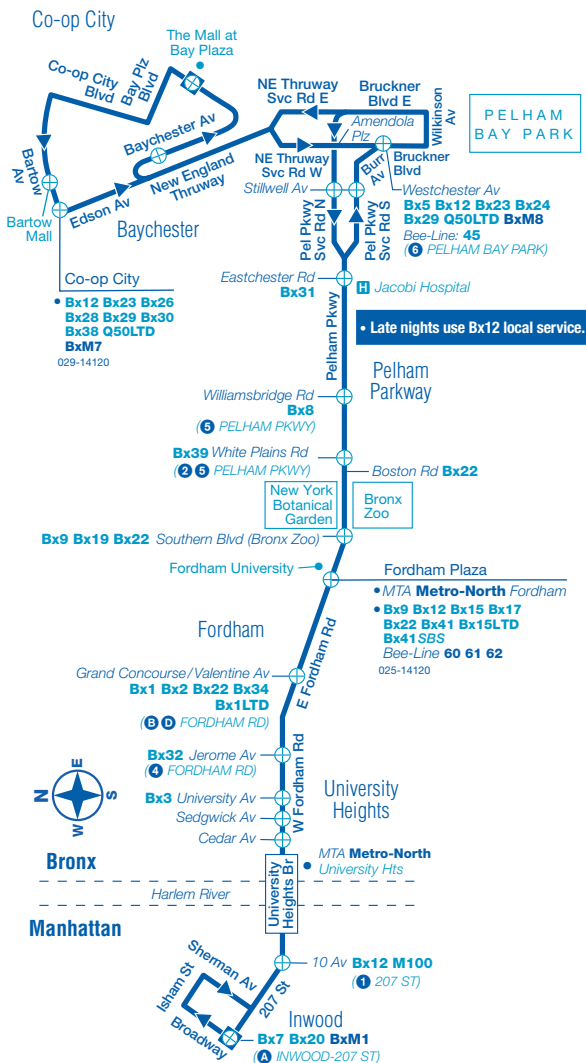 Co-op City
The Mall at
Bay Plaza
Co-op City
Blvd
Bay Plz
Blvd
Baychester Av
Bartow
Av
Bartow
Mall
Edson Av
New England
Thruway
Baychester
NE Thruway
Svc Rd E
Bruckner
Blvd E
Amendola
Plz
Wilkinson
Av
PELHAM
BAY PARK
NE Thruway
Svc Rd W
Burr
Av
Bruckner
Blvd
Stillwell Av
Westchester Av
Bx5 Bx12 Bx23 Bx24
Bx29 Q50LTD BxM8
Bee-Line: 45
(6 PELHAM BAY PARK)
Pel Pkwy
Svc Rd N
Pel Pkwy
Svc Rd S
Co-op City
• Bx12 Bx23 Bx26
Bx28 Bx29 Bx30
Bx38 Q50LTD
BxM7
029-14120
Eastchester Rd
Bx31
H Jacobi Hospital
• Late nights use Bx12 local service.
Pelham Pkwy
Pelham
Parkway
Williamsbridge Rd
Bx8
(5 PELHAM PKWY)
Bx39 White Plains Rd
(2 5 PELHAM PKWY)
Boston Rd Bx22
New York
Botanical
Garden
Bronx
Zoo
Bx9 Bx19 Bx22 Southern Blvd (Bronx Zoo)
Fordham University •
Fordham Plaza
• MTA Metro-North Fordham
• Bx9 Bx12 Bx15 Bx17
Bx22 Bx41 Bx15LTD
Bx41SBS
Bee-Line 60 61 62
025-14120
Fordham
E Fordham Rd
Grand Concourse/Valentine Av
Bx1 Bx2 Bx22 Bx34
Bx1LTD
(B D FORDHAM RD)
W Fordham Rd
Bx32 Jerome Av
(4 FORDHAM RD)
Bx3 University Av
Sedgwick Av
Cedar Av
University
Heights
N
E
S
W
Bronx
University
Heights Br
• MTA Metro-North
University Hts
Harlem River
Manhattan
10 Av Bx12 M100
(1 207 ST)
Sherman Av
Isham St
207 St
Broadway
Inwood
Bx7 Bx20 BxM1
(A INWOOD-207 ST)